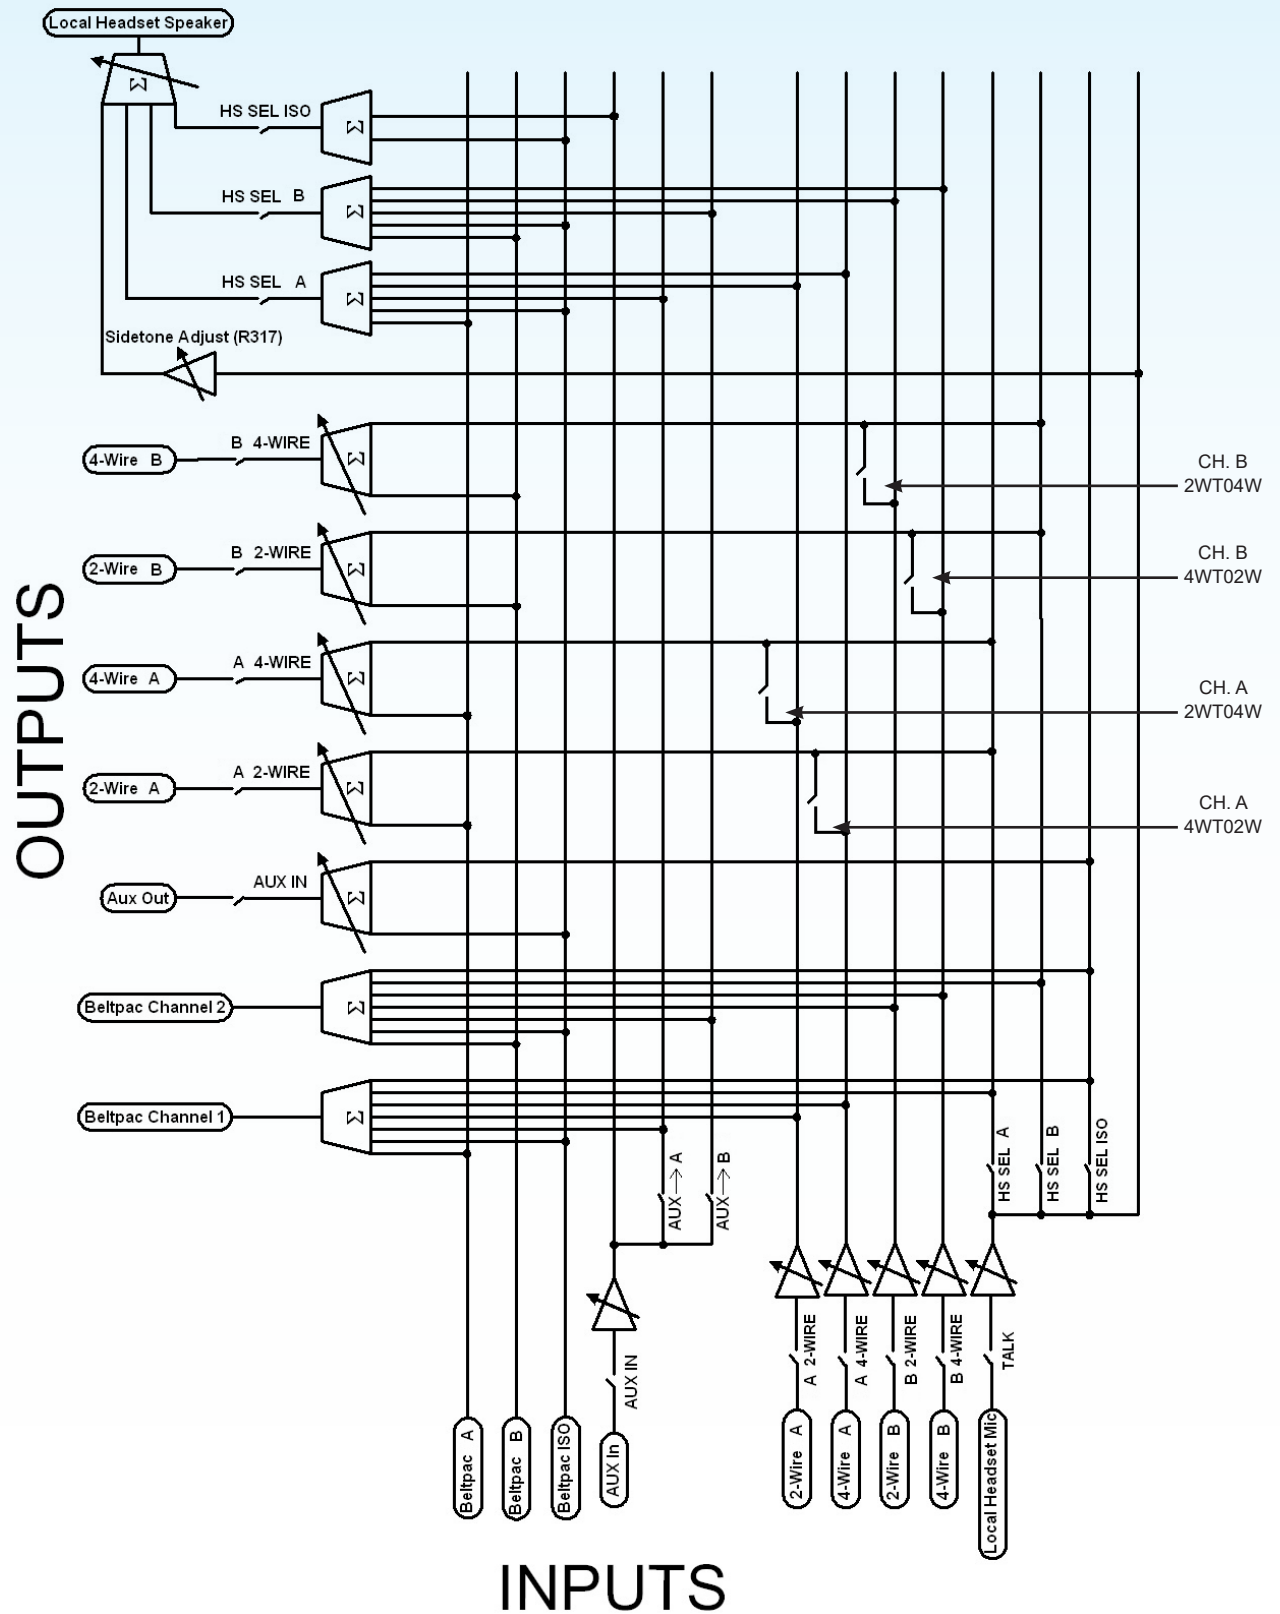 Local Headset Speaker
Σ
HS SEL ISO
Σ
HS SEL B
Σ
HS SEL A
Σ
Sidetone Adjust (R317)
4-Wire B
B 4-WIRE
Σ
CH. B
2WT04W
2-Wire B
B 2-WIRE
Σ
CH. B
4WT02W
4-Wire A
A 4-WIRE
Σ
CH. A
2WT04W
2-Wire A
A 2-WIRE
Σ
CH. A
4WT02W
OUTPUTS
Aux Out
AUX IN
Σ
Beltpac Channel 2
Σ
Beltpac Channel 1
Σ
AUX→A
AUX→B
HS SEL A
HS SEL B
HS SEL ISO
AUX IN
A 2-WIRE
A 4-WIRE
B 2-WIRE
B 4-WIRE
TALK
Beltpac A
Beltpac B
Beltpac ISO
AUX In
2-Wire A
4-Wire A
2-Wire B
4-Wire B
Local Headset Mic
INPUTS